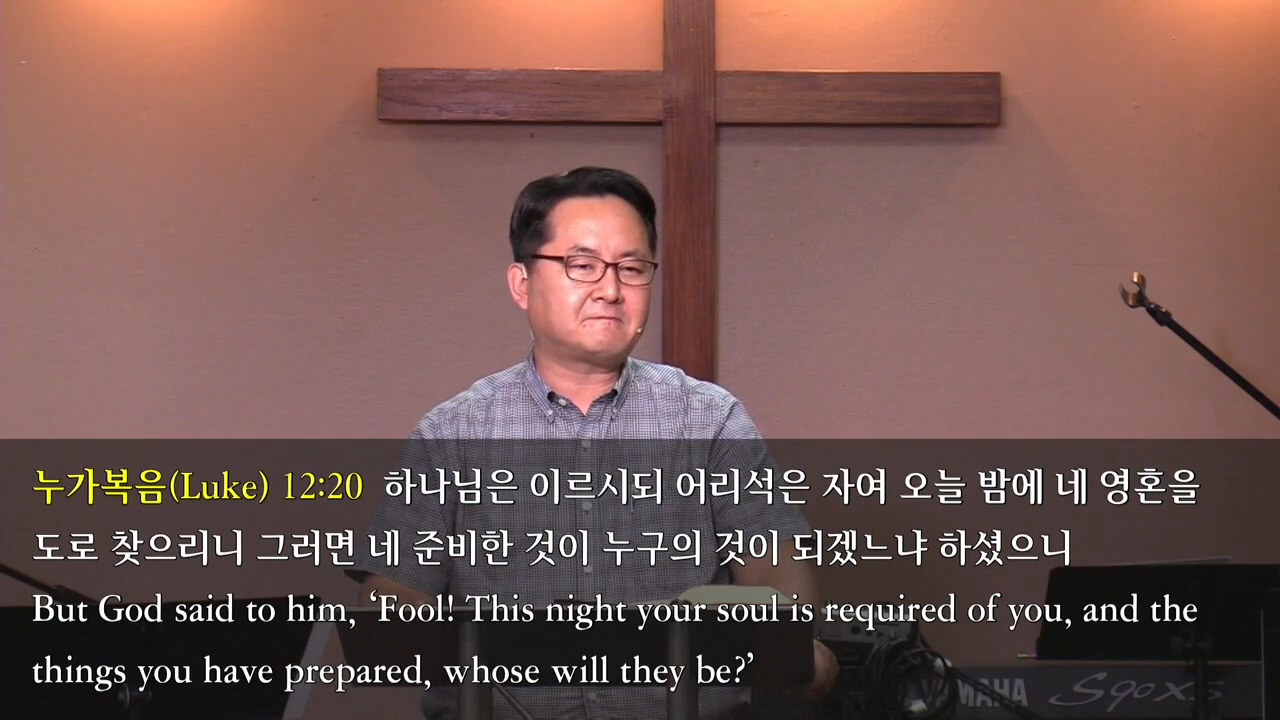 누가복음(Luke) 12:20 하나님은 이르시되 어리석은 자여 오늘 밤에 네 영혼을
도로 찾으리니 그러면 네 준비한 것이 누구의 것이 되겠느냐 하셨으니
But God said to him, ‘Fool! This night your soul is required of you, and the
things you have prepared, whose will they be?’
YAMAHA S90XS